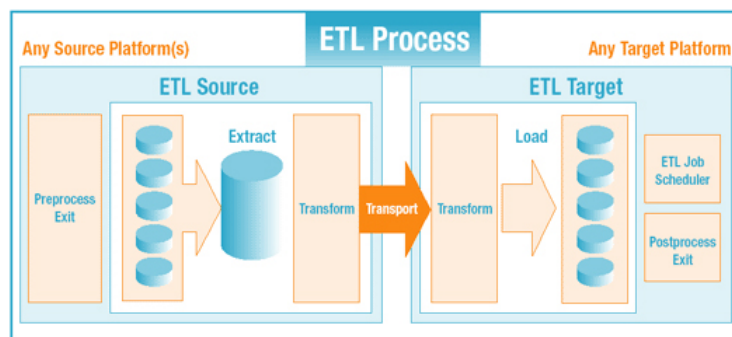 ETL Process
Any Source Platform(s)
Any Target Platform
ETL Source
ETL Target
Preprocess
Exit
Extract
Transform
Transport
Transform
Load
ETL Job
Scheduler
Postprocess
Exit